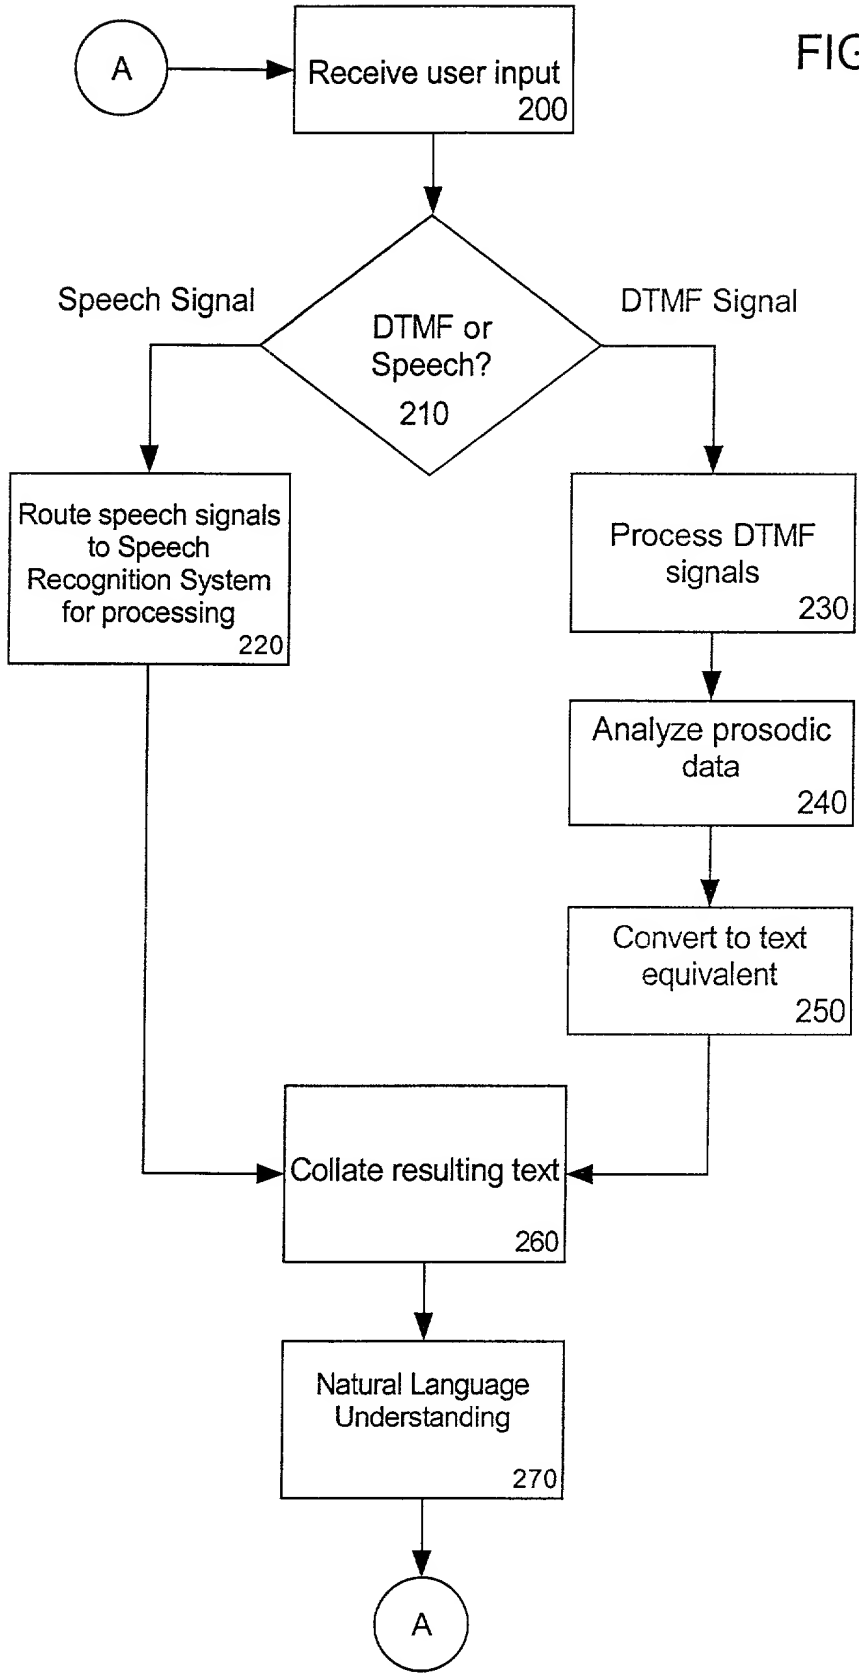 A
Receive user input
200
FIG
Speech Signal
DTMF Signal
DTMF or
Speech?
210
Route speech signals
to Speech
Recognition System
for processing
220
Process DTMF
signals
230
Analyze prosodic
data
240
Convert to text
equivalent
250
Collate resulting text
260
Natural Language
Understanding
270
A